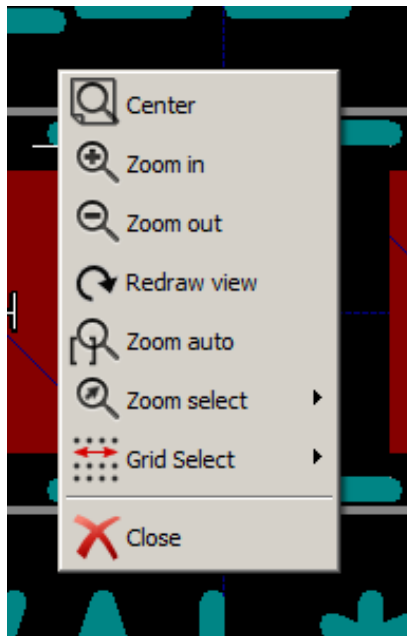 Center
Zoom in
Zoom out
Redraw view
Zoom auto
Zoom select
Grid Select
Close